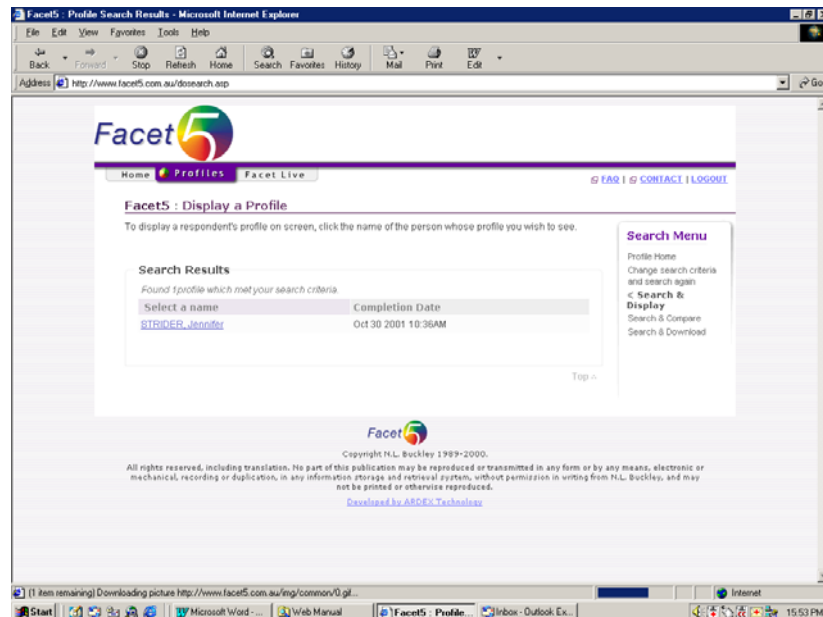 Facet5 : Profile Search Results - Microsoft Internet Explorer
File Edit View Favorites Tools Help
Back Forward Stop Refresh Home Search Favorites History Mail Print Edit
Address http://www.facet5.com.au/dosearch.asp Go
Facet5
Home Profiles Facet Live
FAQ | CONTACT | LOGOUT
Facet5 : Display a Profile
To display a respondent's profile on screen, click the name of the person whose profile you wish to see.
Search Results
Found 1profile which met your search criteria.
Select a name Completion Date
STRIDER, Jennifer Oct 30 2001 10:36AM
Top
Search Menu
Profile Home
Change search criteria
and search again
< Search &
Display
Search & Compare
Search & Download
Facet5
Copyright N.L. Buckley 1989-2000.
All rights reserved, including translation. No part of this publication may be reproduced or transmitted in any form or by any means, electronic or
mechanical, recording or duplication, in any information storage and retrieval system, without permission in writing from N.L. Buckley, and may
not be printed or otherwise reproduced.
Developed by ARDEX Technology
(1 item remaining) Downloading picture http://www.facet5.com.au/img/common/0.gif... Internet
Start Microsoft Word - ... Web Manual Facet5 : Profile... Inbox - Outlook Ex... 15:53 PM